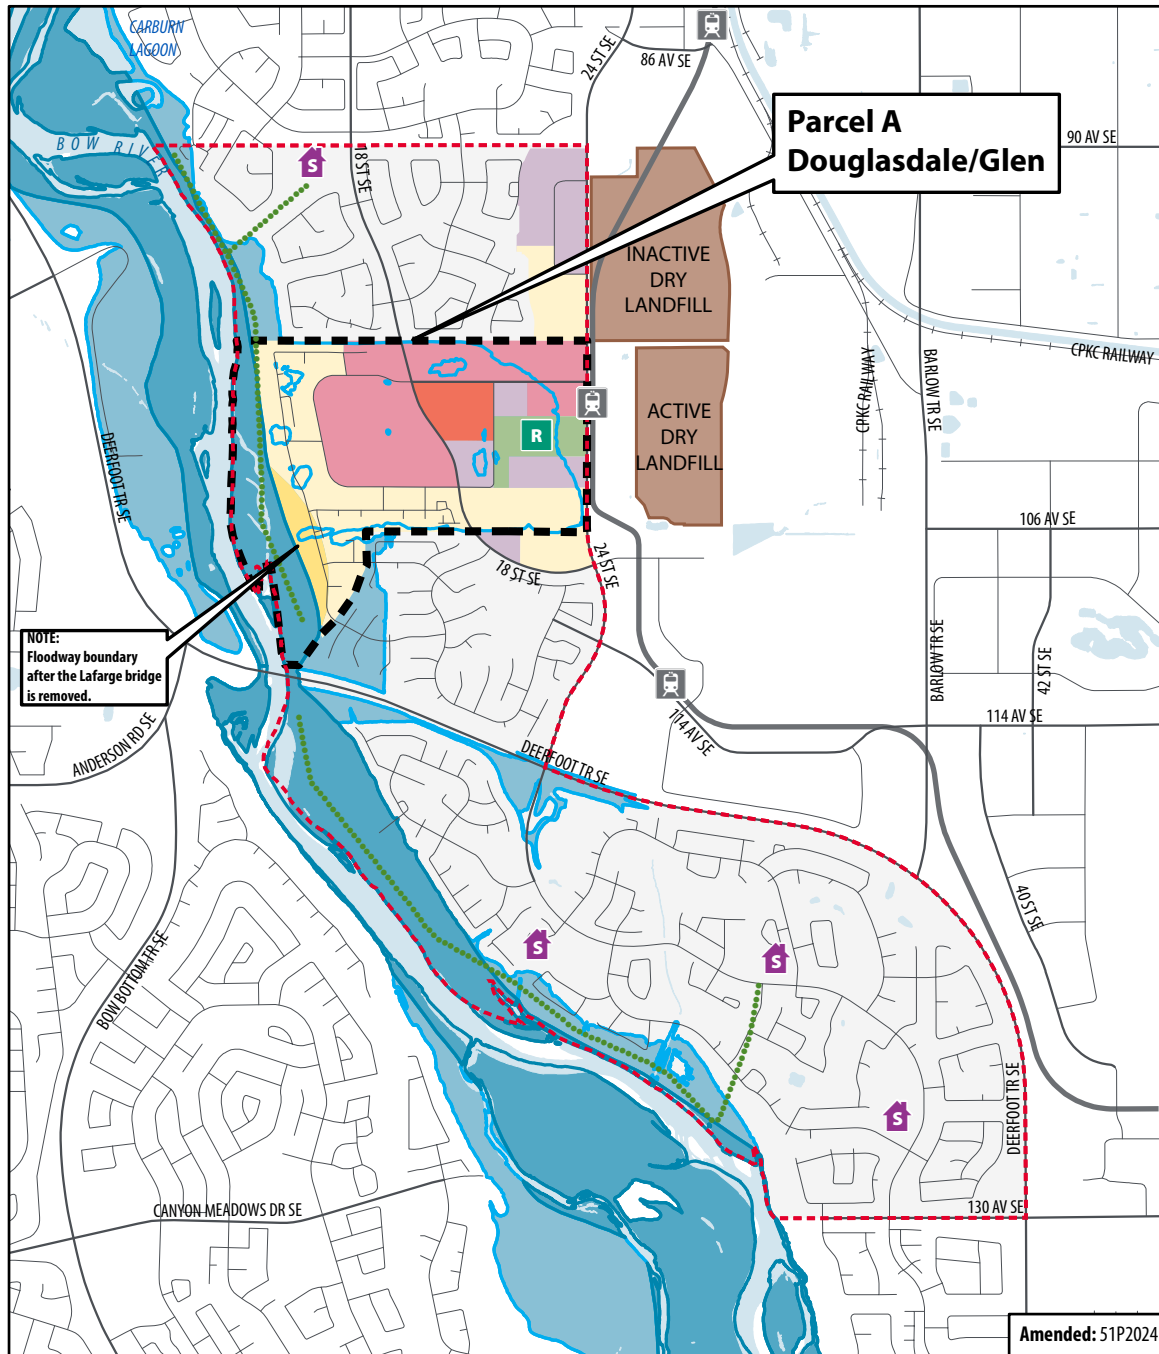 CARBURN
LAGOON
BOW RIVER
24 ST SE
86 AV SE
Parcel A
Douglasdale/Glen
90 AV SE
S
18 ST SE
INACTIVE
DRY
LANDFILL
CPKC RAILWAY
CPKC RAILWAY
BARLOW TR SE
ACTIVE
DRY
LANDFILL
R
DEERFOOT TR SE
106 AV SE
18 ST SE
24 ST SE
NOTE:
Floodway boundary
after the Lafarge bridge
is removed.
BARLOW TR SE
42 ST SE
ANDERSON RD SE
114 AV SE
114 AV SE
DEERFOOT TR SE
40 ST SE
S
S
BOW BOTTOM TR SE
S
DEERFOOT TR SE
CANYON MEADOWS DR SE
130 AV SE
Amended: 51P2024